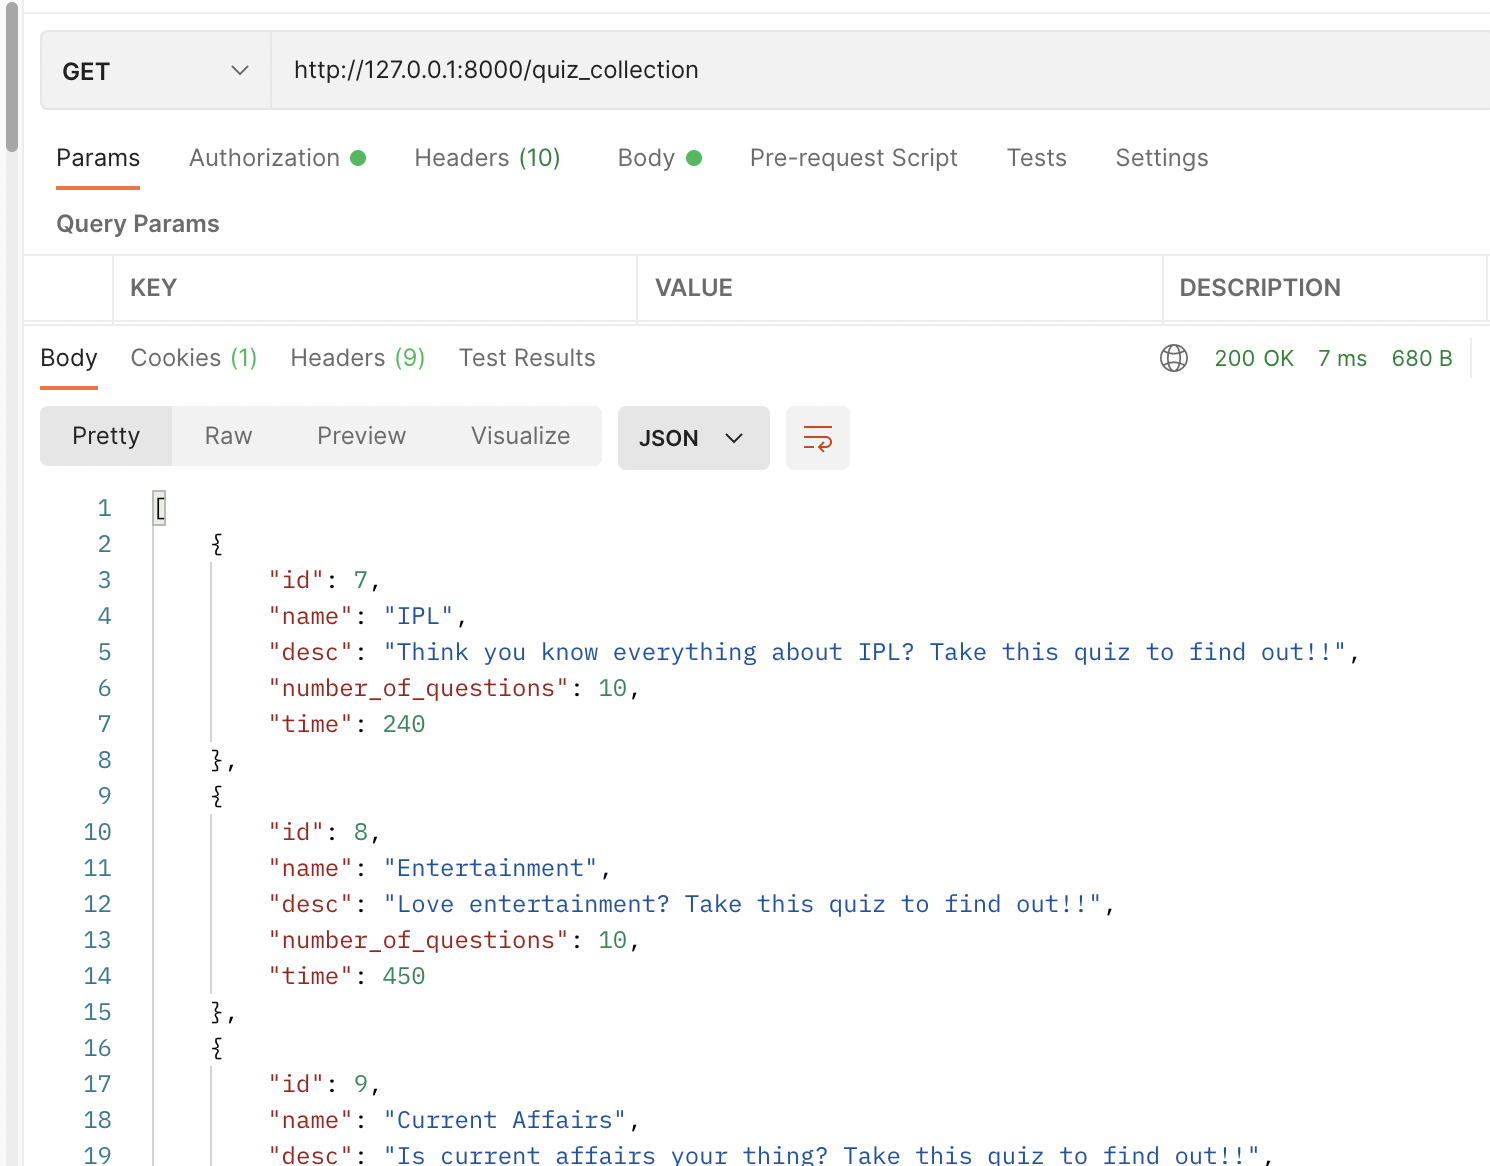 GET http://127.0.0.1:8000/quiz_collection
Params Authorization Headers (10) Body Pre-request Script Tests Settings
Query Params
KEY VALUE DESCRIPTION
Body Cookies (1) Headers (9) Test Results 200 OK 7 ms 680 B
Pretty Raw Preview Visualize JSON
1 [
2 {
3 "id": 7,
4 "name": "IPL",
5 "desc": "Think you know everything about IPL? Take this quiz to find out!!",
6 "number_of_questions": 10,
7 "time": 240
8 },
9 {
10 "id": 8,
11 "name": "Entertainment",
12 "desc": "Love entertainment? Take this quiz to find out!!",
13 "number_of_questions": 10,
14 "time": 450
15 },
16 {
17 "id": 9,
18 "name": "Current Affairs",
19 "desc": "Is current affairs your thing? Take this quiz to find out!!",